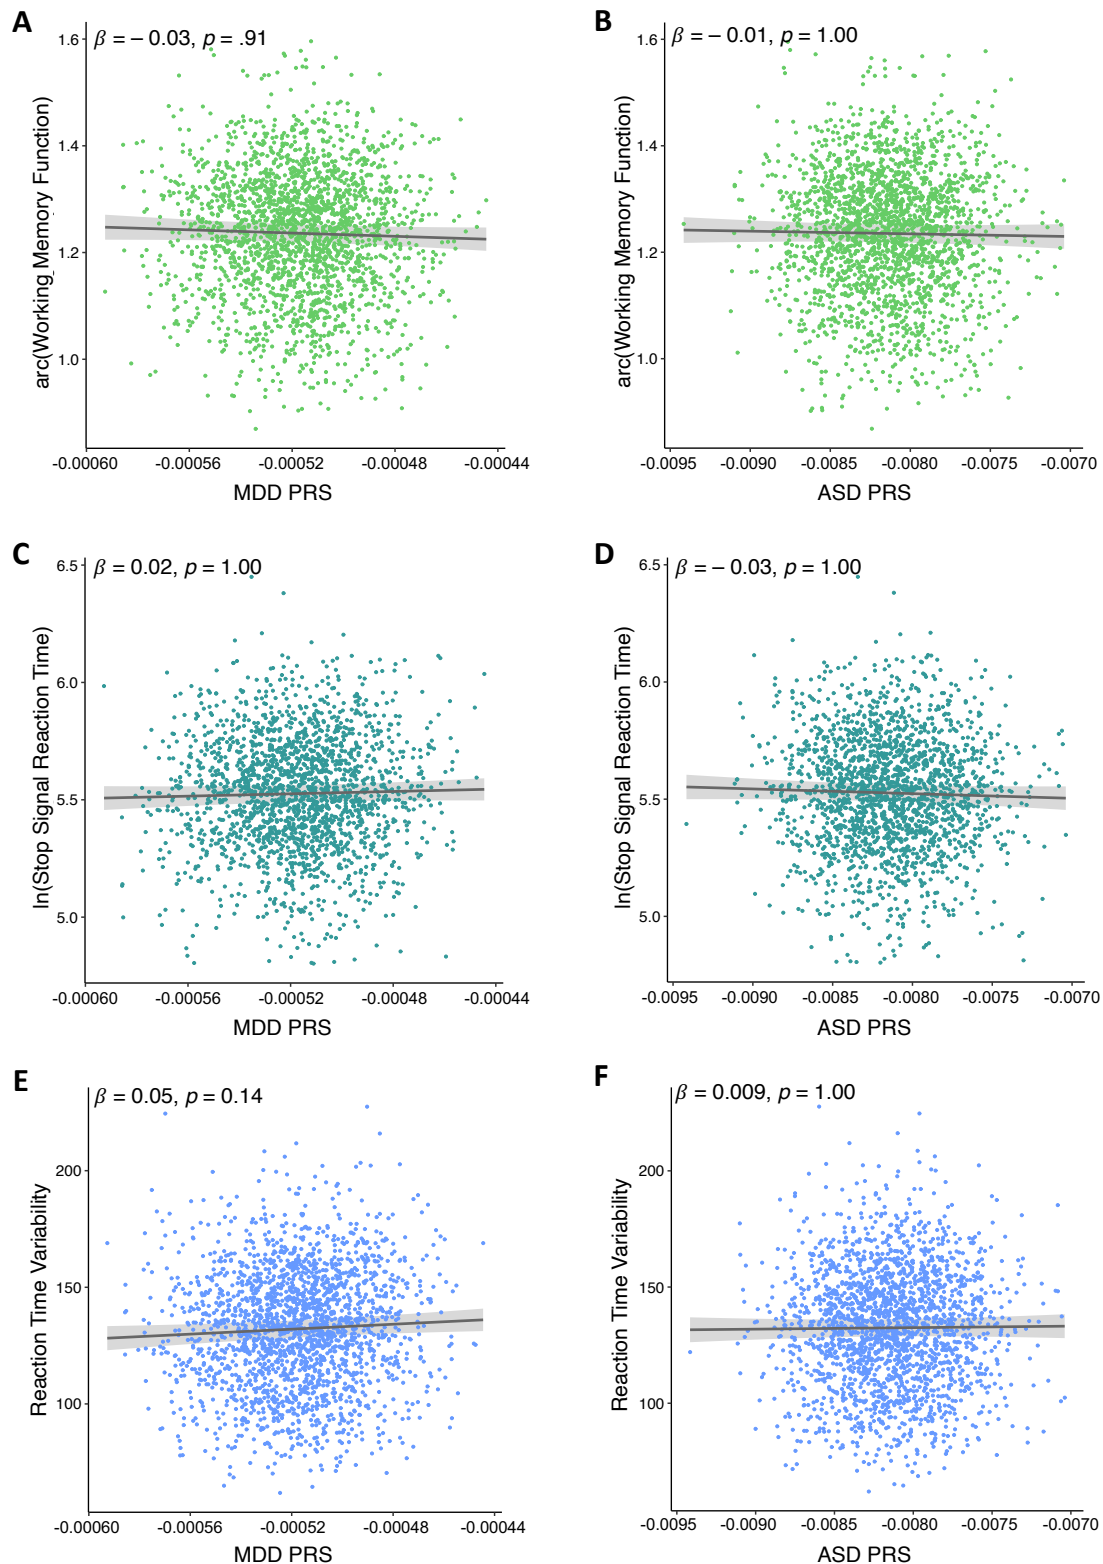 A
β = – 0.03, p = .91
1.6
1.4
1.2
1.0
arc(Working_Memory Function)
-0.00060 -0.00056 -0.00052 -0.00048 -0.00044
MDD PRS
B
β = – 0.01, p = 1.00
1.6
1.4
1.2
1.0
arc(Working Memory Function)
-0.0095 -0.0090 -0.0085 -0.0080 -0.0075 -0.0070
ASD PRS
C
β = 0.02, p = 1.00
6.5
6.0
5.5
5.0
ln(Stop Signal Reaction Time)
-0.00060 -0.00056 -0.00052 -0.00048 -0.00044
MDD PRS
D
β = – 0.03, p = 1.00
6.5
6.0
5.5
5.0
ln(Stop Signal Reaction Time)
-0.0095 -0.0090 -0.0085 -0.0080 -0.0075 -0.0070
ASD PRS
E
β = 0.05, p = 0.14
200
150
100
Reaction Time Variability
-0.00060 -0.00056 -0.00052 -0.00048 -0.00044
MDD PRS
F
β = 0.009, p = 1.00
200
150
100
Reaction Time Variability
-0.0095 -0.0090 -0.0085 -0.0080 -0.0075 -0.0070
ASD PRS